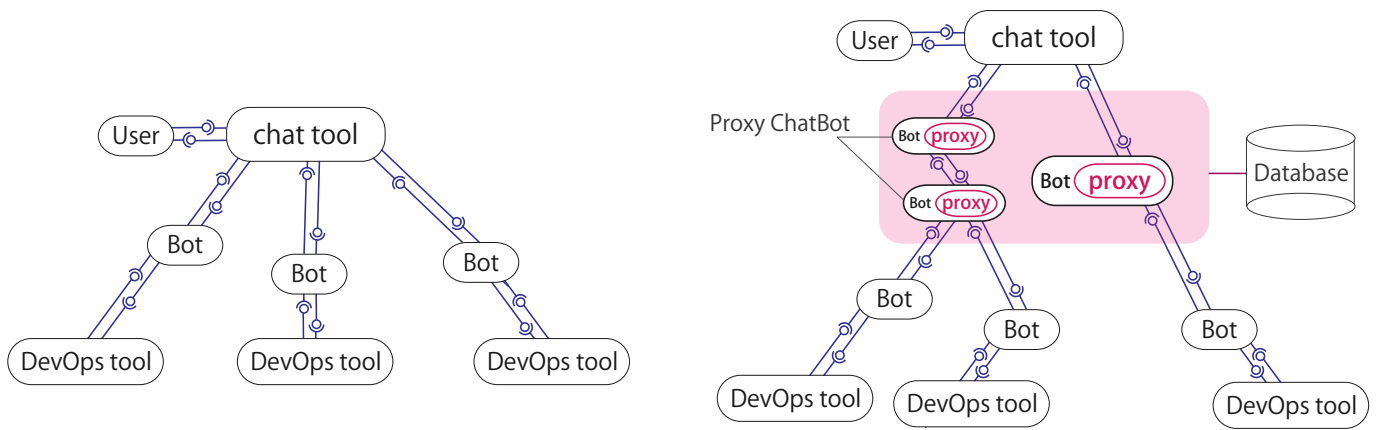 User
chat tool
Bot
Bot
Bot
DevOps tool
DevOps tool
DevOps tool
User
chat tool
Proxy ChatBot
Bot proxy
Bot proxy
Bot proxy
Database
Bot
Bot
Bot
DevOps tool
DevOps tool
DevOps tool